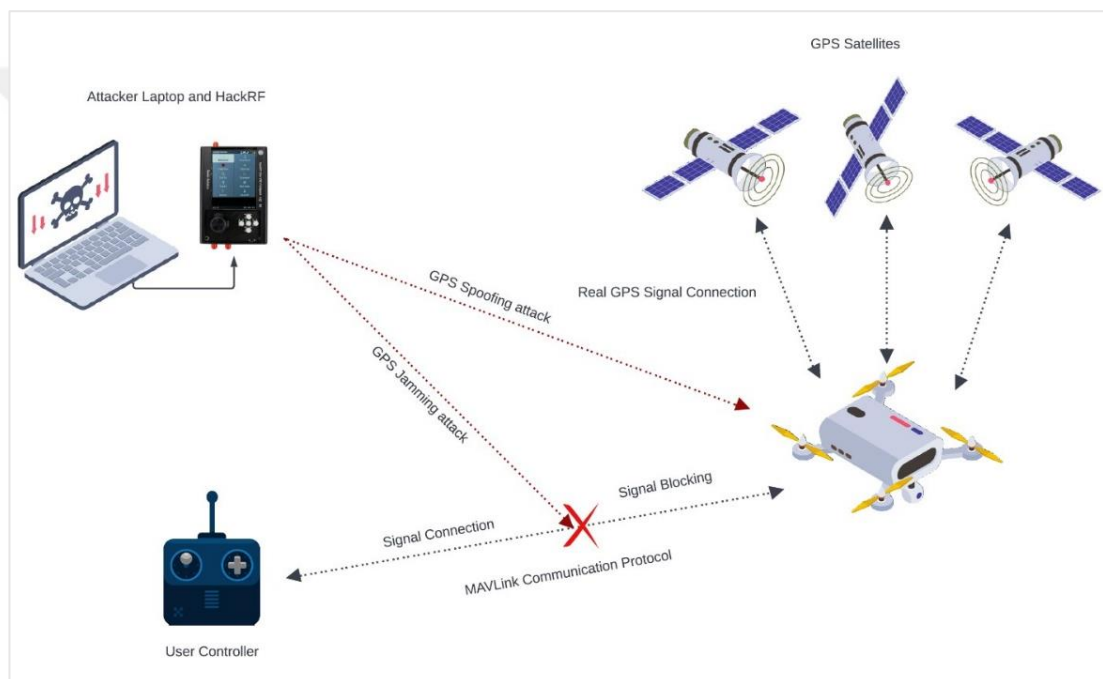 GPS Satellites
Attacker Laptop and HackRF
GPS Spoofing attack
Real GPS Signal Connection
GPS Jamming attack
Signal Blocking
Signal Connection
MAVLink Communication Protocol
User Controller